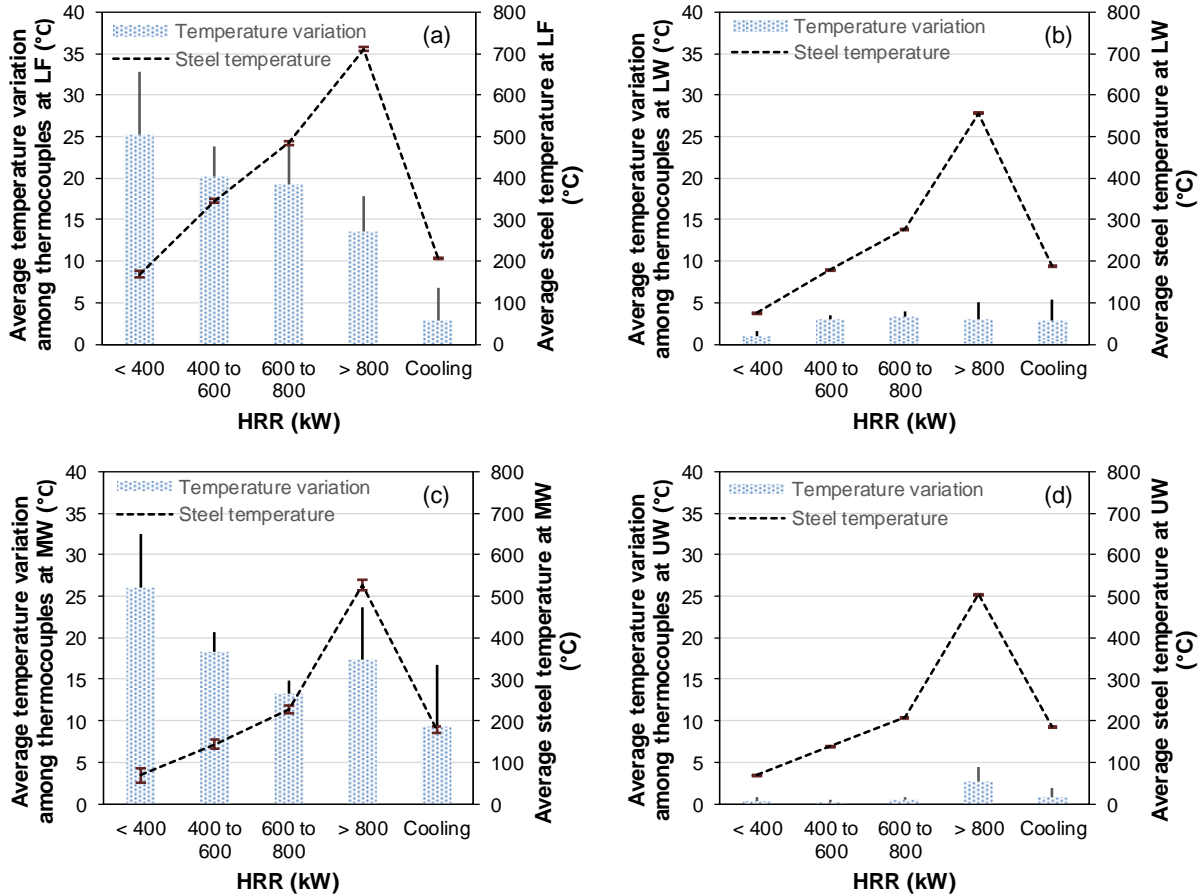 Average temperature variation
among thermocouples at LF (°C)
40
35
30
25
20
15
10
5
0
Temperature variation
Steel temperature
(a)
800
700
600
500
400
300
200
100
0
Average steel temperature at LF
(°C)
< 400
400 to
600
600 to
800
> 800
Cooling
HRR (kW)
Average temperature variation
among thermocouples at LW (°C)
40
35
30
25
20
15
10
5
0
Temperature variation
Steel temperature
(b)
800
700
600
500
400
300
200
100
0
Average steel temperature at LW
(°C)
< 400
400 to
600
600 to
800
> 800
Cooling
HRR (kW)
Average temperature variation
among thermocouples at MW (°C)
40
35
30
25
20
15
10
5
0
Temperature variation
Steel temperature
(c)
800
700
600
500
400
300
200
100
0
Average steel temperature at MW
(°C)
< 400
400 to
600
600 to
800
> 800
Cooling
HRR (kW)
Average temperature variation
among thermocouples at UW (°C)
40
35
30
25
20
15
10
5
0
Temperature variation
Steel temperature
(d)
800
700
600
500
400
300
200
100
0
Average steel temperature at UW
(°C)
< 400
400 to
600
600 to
800
> 800
Cooling
HRR (kW)